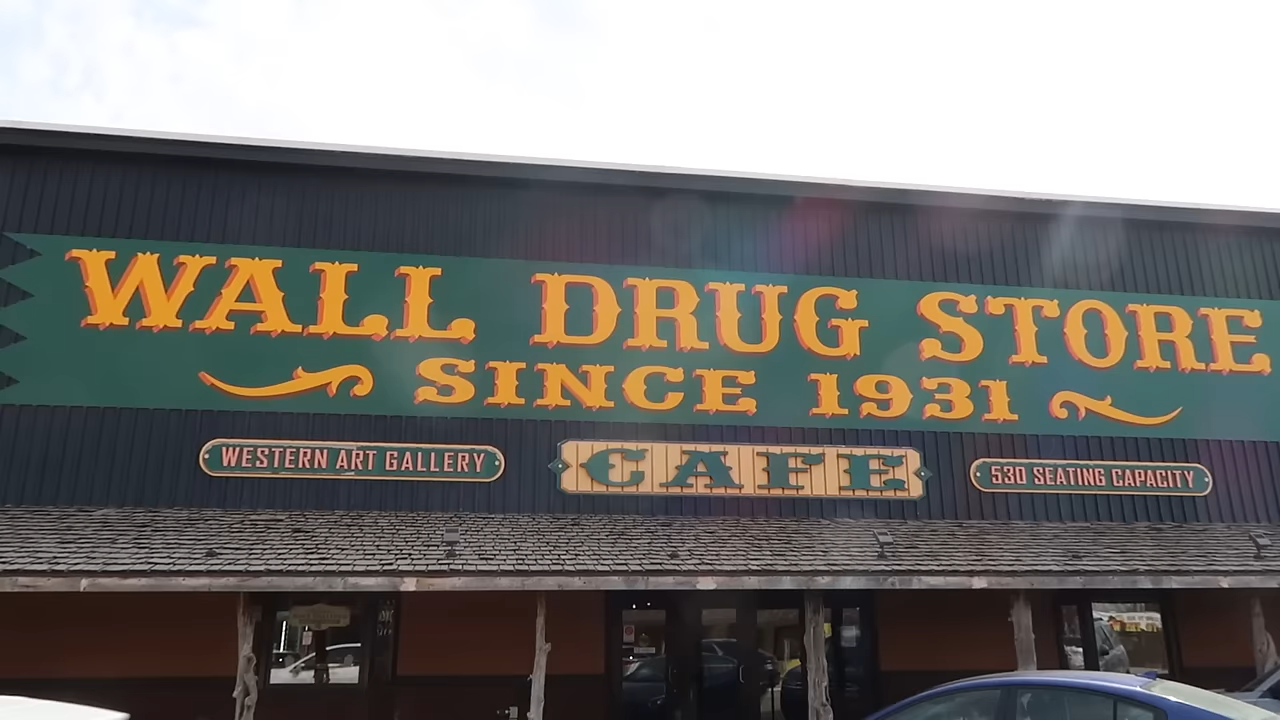 WALL DRUG STORE
SINCE 1931
WESTERN ART GALLERY
CAFE
530 SEATING CAPACITY